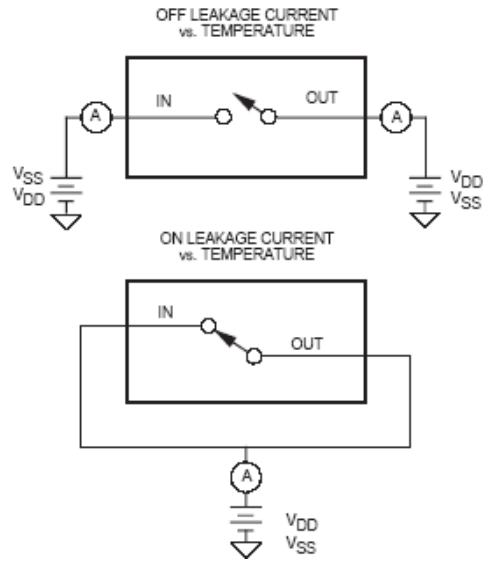 OFF LEAKAGE CURRENT
vs. TEMPERATURE
IN
OUT
A
A
VSS
VDD
VDD
VSS
ON LEAKAGE CURRENT
vs. TEMPERATURE
IN
OUT
A
VDD
VSS